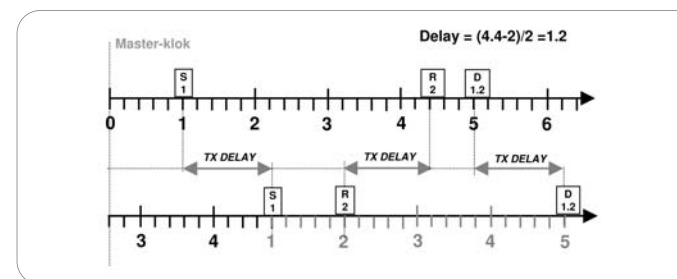 Delay = (4.4-2)/2 =1.2
Master-klok
S 1
R 2
D 1.2
0 1 2 3 4 5 6
TX DELAY TX DELAY TX DELAY
S 1
R 2
D 1.2
3 4 1 2 3 4 5